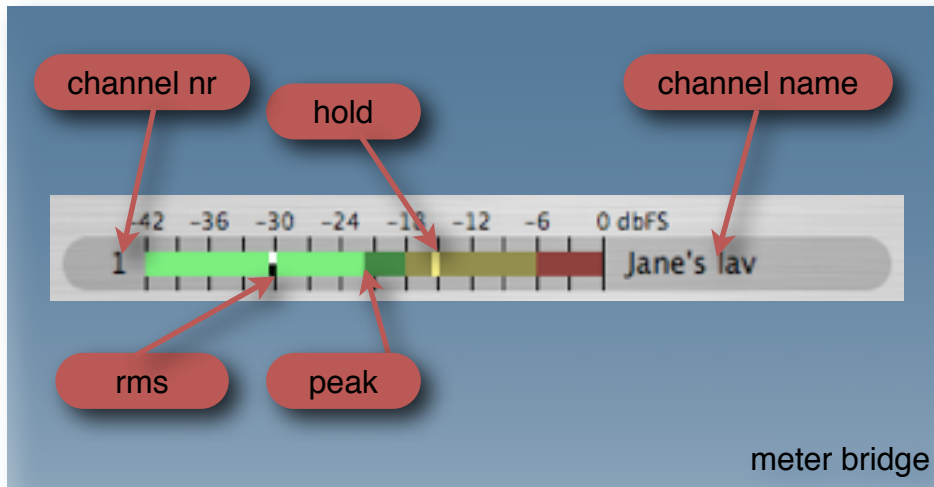 channel nr
channel name
hold
-42 -36 -30 -24 -18 -12 -6 0 dbFS
1 Jane's lav
rms
peak
meter bridge